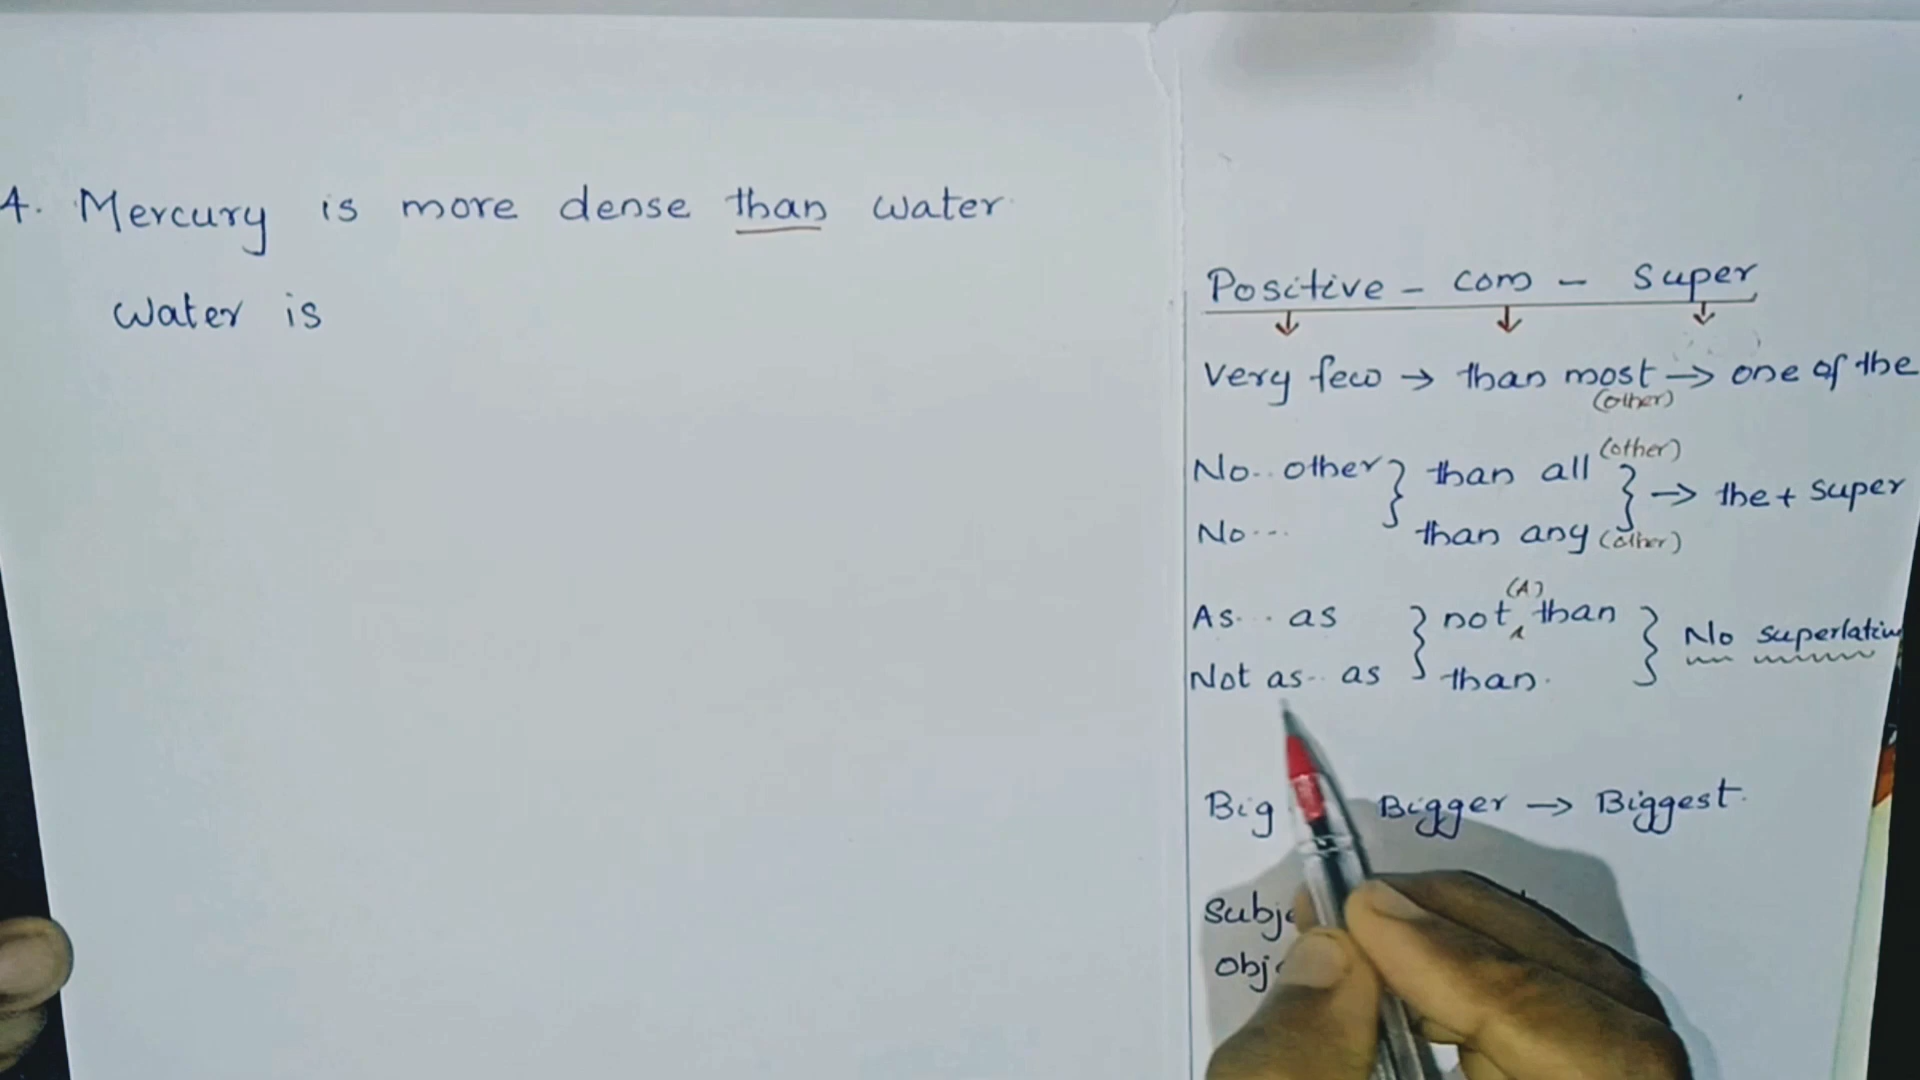 4. Mercury is more dense than water
Water is
Positive - com - Super
Very few → than most → one of the
(other)
(other)
No.. other } than all } → the + super
No... than any (other)
(A)
As... as } not ‸ than } No superlative
Not as.. as than.
Big Bigger → Biggest.